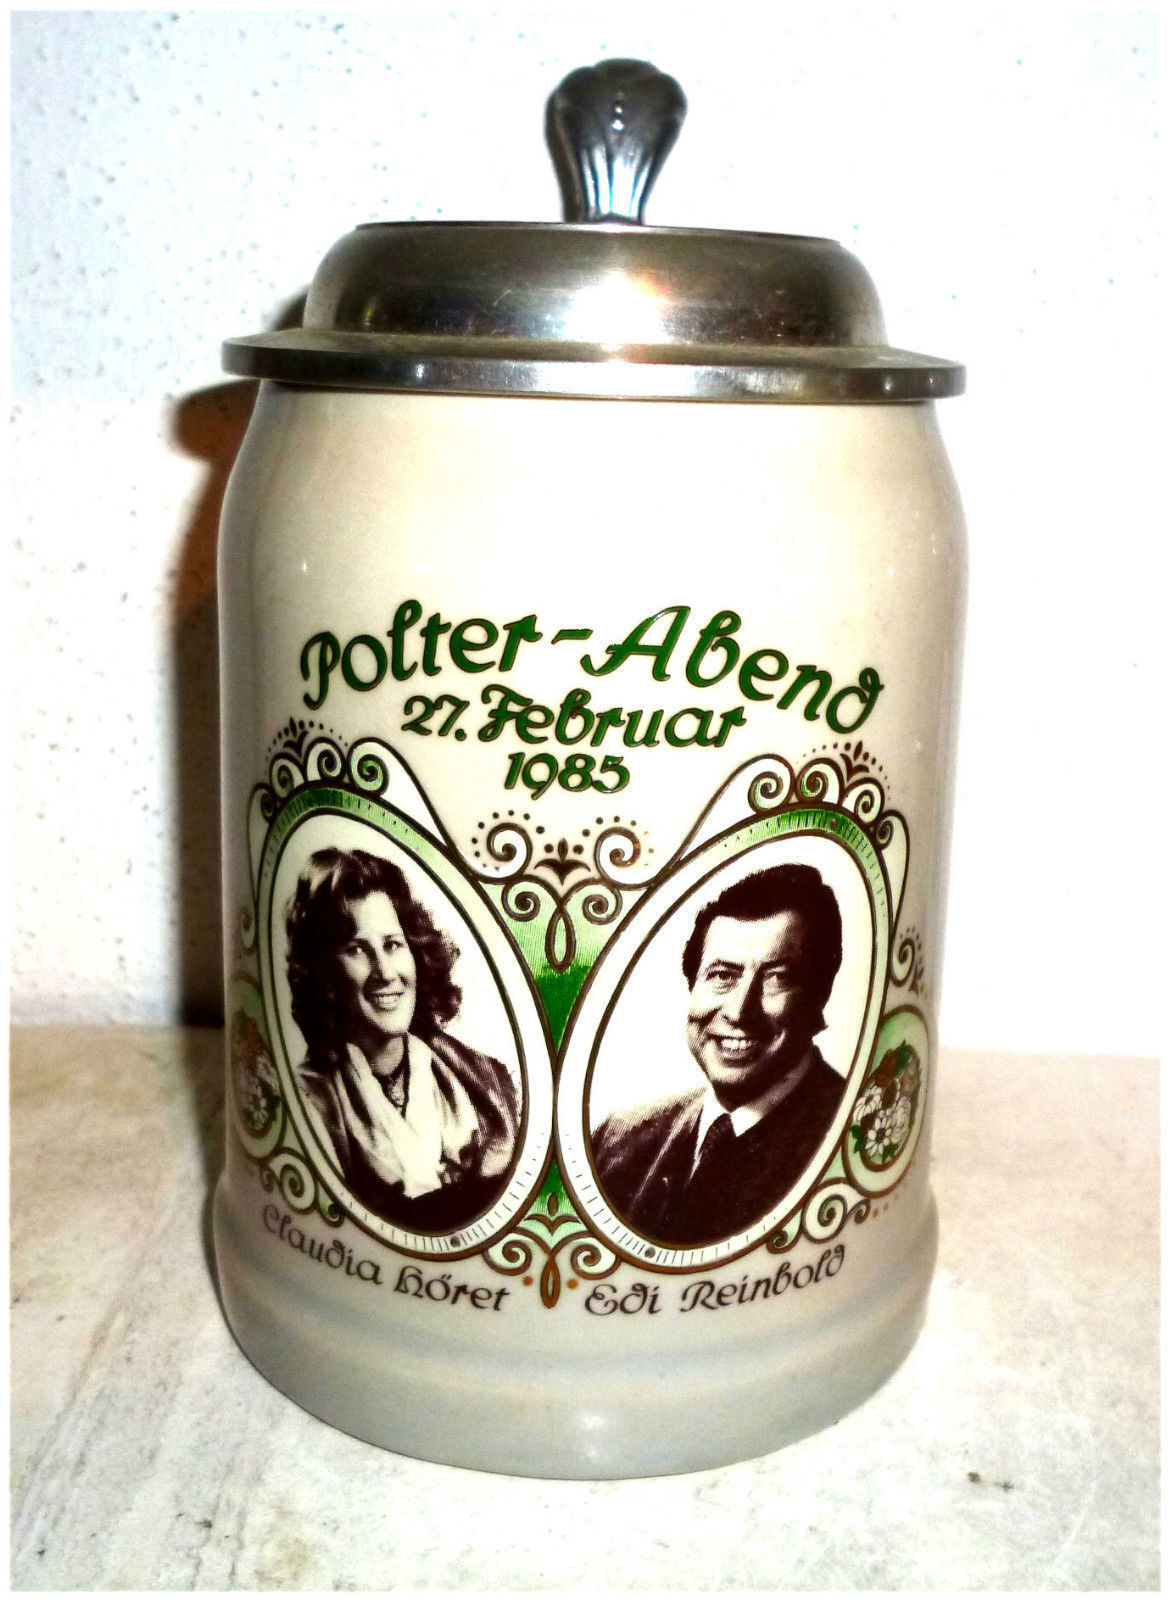 Polter-Abend
27. Februar
1985
Claudia Höret
Edi Reinbold